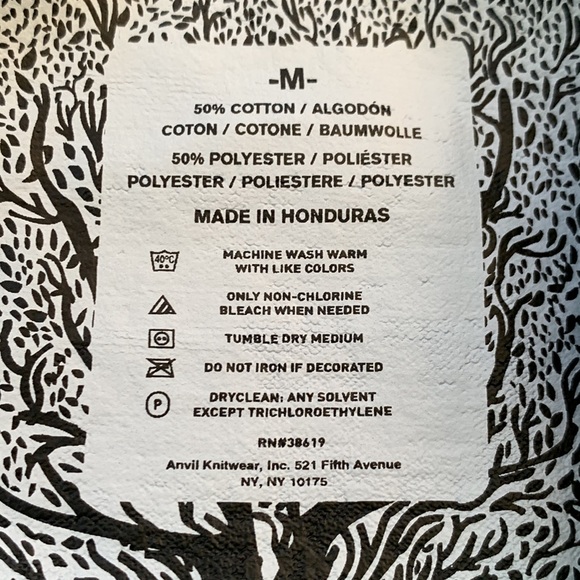 -M-
50% COTTON / ALGODÓN
COTON / COTONE / BAUMWOLLE
50% POLYESTER / POLIÉSTER
POLYESTER / POLIESTERE / POLYESTER
MADE IN HONDURAS
40°C
MACHINE WASH WARM
WITH LIKE COLORS
ONLY NON-CHLORINE
BLEACH WHEN NEEDED
TUMBLE DRY MEDIUM
DO NOT IRON IF DECORATED
P
DRYCLEAN: ANY SOLVENT
EXCEPT TRICHLOROETHYLENE
RN#38619
Anvil Knitwear, Inc. 521 Fifth Avenue
NY, NY 10175